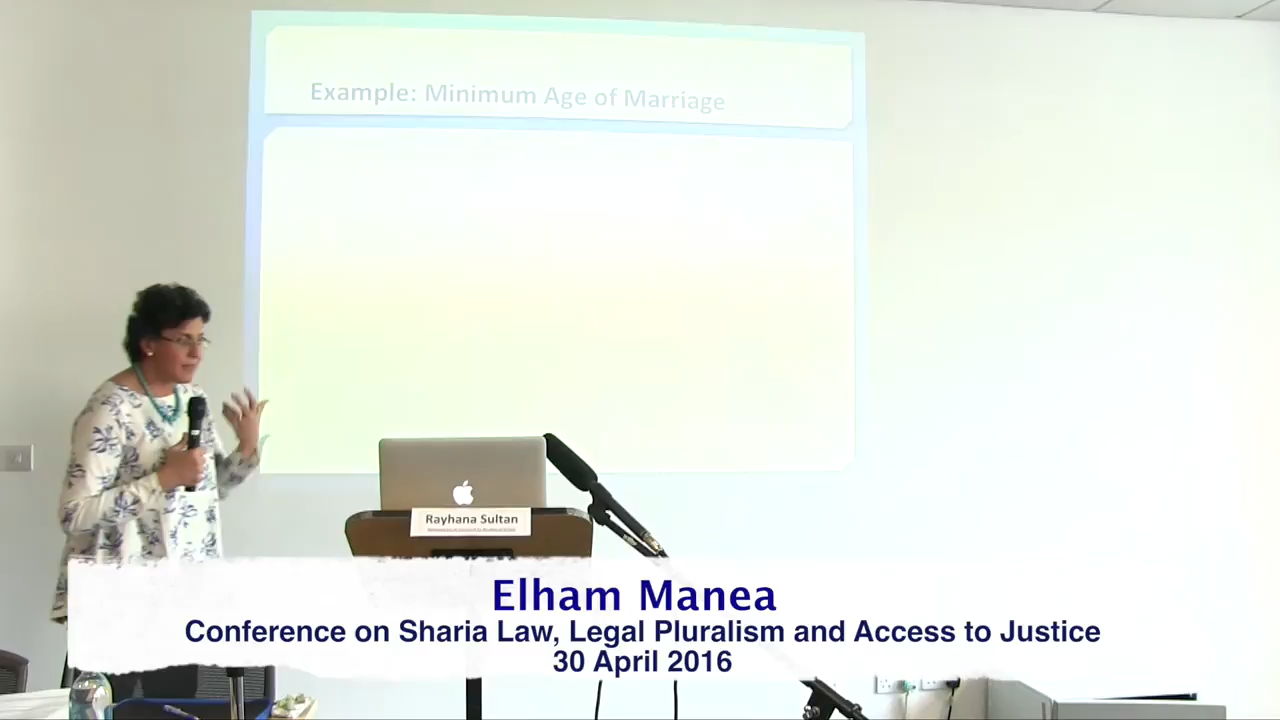 Example: Minimum Age of Marriage
Rayhana Sultan
Elham Manea
Conference on Sharia Law, Legal Pluralism and Access to Justice
30 April 2016